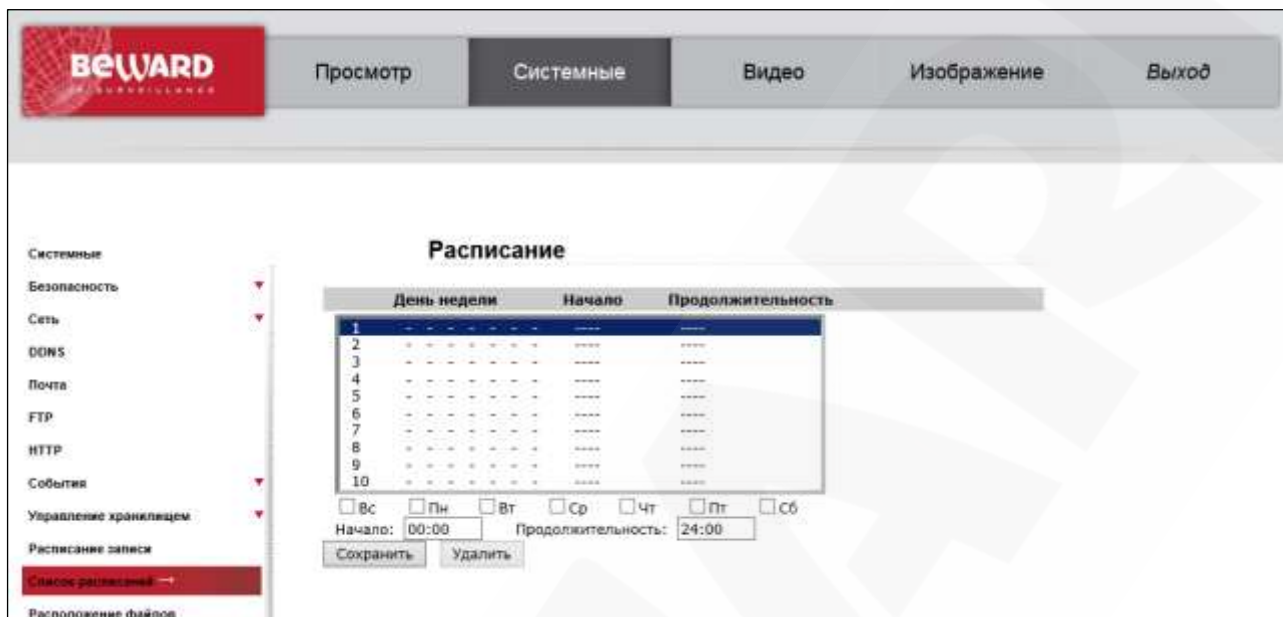 BEWARD
Просмотр
Системные
Видео
Изображение
Выход
Системные
Безопасность
Сеть
DDNS
Почта
FTP
HTTP
События
Управление хранилищем
Расписание записи
Список расписаний →
Расположение файлов
Расписание
День недели Начало Продолжительность
1 - - - - - - - ---- ----
2 - - - - - - - ---- ----
3 - - - - - - - ---- ----
4 - - - - - - - ---- ----
5 - - - - - - - ---- ----
6 - - - - - - - ---- ----
7 - - - - - - - ---- ----
8 - - - - - - - ---- ----
9 - - - - - - - ---- ----
10 - - - - - - - ---- ----
Вс Пн Вт Ср Чт Пт Сб
Начало: 00:00 Продолжительность: 24:00
Сохранить Удалить